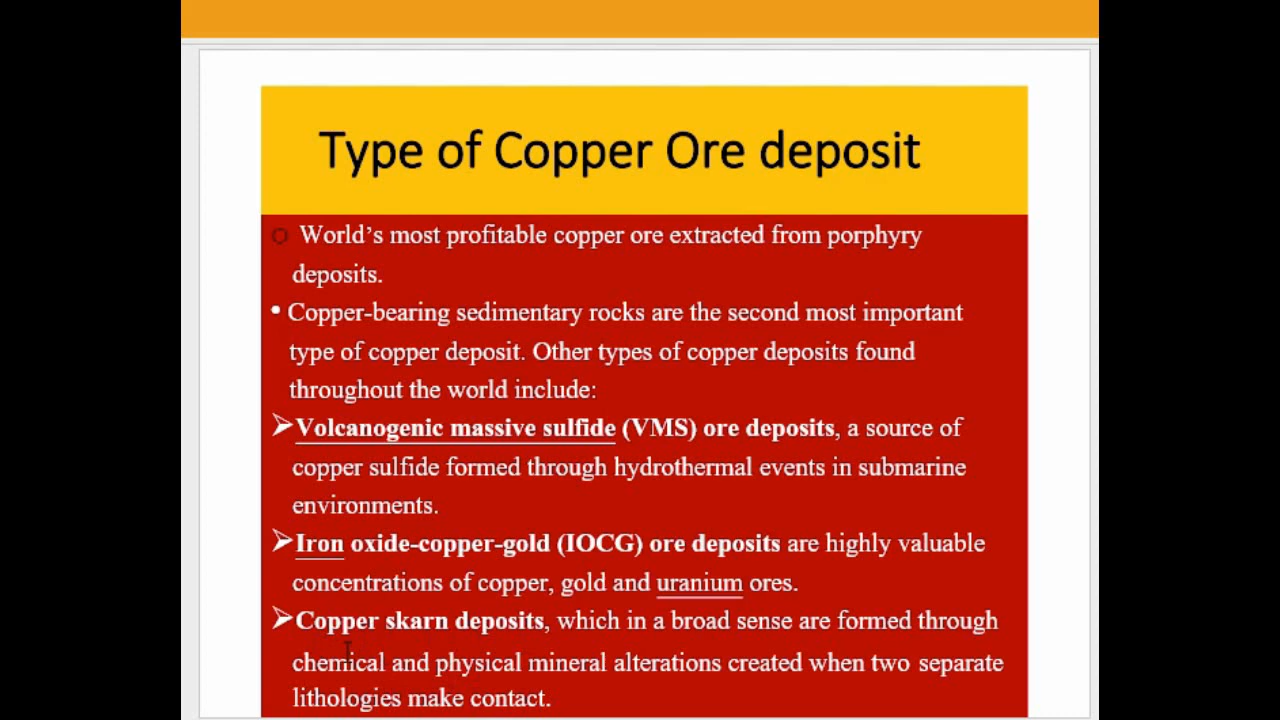 Type of Copper Ore deposit
World's most profitable copper ore extracted from porphyry
deposits.
• Copper-bearing sedimentary rocks are the second most important
type of copper deposit. Other types of copper deposits found
throughout the world include:
➢Volcanogenic massive sulfide (VMS) ore deposits, a source of
copper sulfide formed through hydrothermal events in submarine
environments.
➢Iron oxide-copper-gold (IOCG) ore deposits are highly valuable
concentrations of copper, gold and uranium ores.
➢Copper skarn deposits, which in a broad sense are formed through
chemical and physical mineral alterations created when two separate
lithologies make contact.